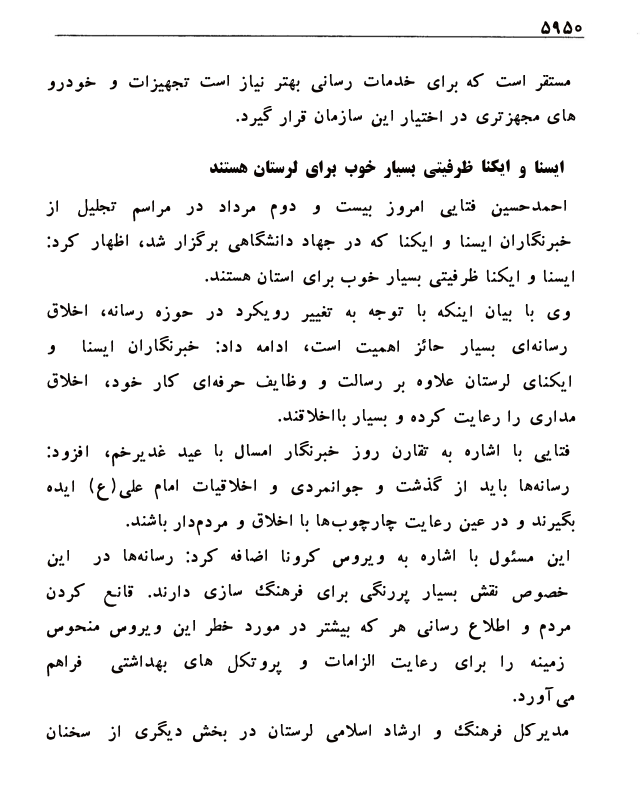 ۵۹۵۰
مستقر است که برای خدمات رسانی بهتر نیاز است تجهیزات و خودرو
های مجهزتری در اختیار این سازمان قرار گیرد.
ایسنا و ایکنا ظرفیتی بسیار خوب برای لرستان هستند
احمدحسین فتایی امروز بیست و دوم مرداد در مراسم تجلیل از
خبرنگاران ایسنا و ایکنا که در جهاد دانشگاهی برگزار شد، اظهار کرد:
ایسنا و ایکنا ظرفیتی بسیار خوب برای استان هستند.
وی با بیان اینکه با توجه به تغییر رویکرد در حوزه رسانه، اخلاق
رسانه‌ای بسیار حائز اهمیت است، ادامه داد: خبرنگاران ایسنا و
ایکنای لرستان علاوه بر رسالت و وظایف حرفه‌ای کار خود، اخلاق
مداری را رعایت کرده و بسیار بااخلاقند.
فتایی با اشاره به تقارن روز خبرنگار امسال با عید غدیرخم، افزود:
رسانه‌ها باید از گذشت و جوانمردی و اخلاقیات امام علی(ع) ایده
بگیرند و در عین رعایت چارچوب‌ها با اخلاق و مردم‌دار باشند.
این مسئول با اشاره به ویروس کرونا اضافه کرد: رسانه‌ها در این
خصوص نقش بسیار پررنگی برای فرهنگ سازی دارند. قانع کردن
مردم و اطلاع رسانی هر که بیشتر در مورد خطر این ویروس منحوس
زمینه را برای رعایت الزامات و پروتکل های بهداشتی فراهم
می‌آورد.
مدیرکل فرهنگ و ارشاد اسلامی لرستان در بخش دیگری از سخنان